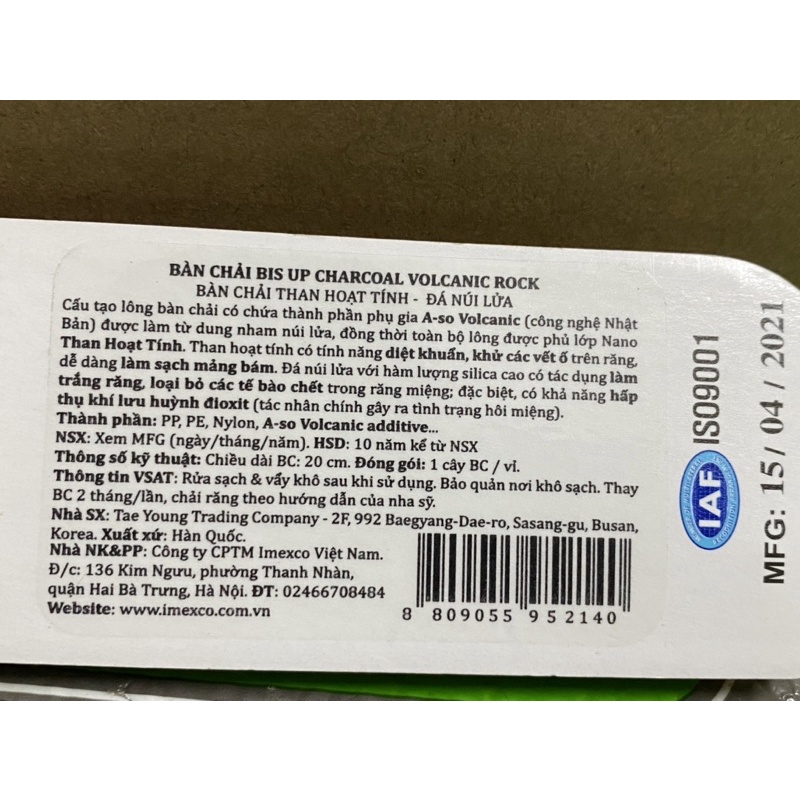 BÀN CHẢI BIS UP CHARCOAL VOLCANIC ROCK
BÀN CHẢI THAN HOẠT TÍNH - ĐÁ NÚI LỬA
Cấu tạo lông bàn chải có chứa thành phần phụ gia A-so Volcanic (công nghệ Nhật
Bản) được làm từ dung nham núi lửa, đồng thời toàn bộ lông được phủ lớp Nano
Than Hoạt Tính. Than hoạt tính có tính năng diệt khuẩn, khử các vết ố trên răng,
dễ dàng làm sạch mảng bám. Đá núi lửa với hàm lượng silica cao có tác dụng làm
trắng răng, loại bỏ các tế bào chết trong răng miệng; đặc biệt, có khả năng hấp
thụ khí lưu huỳnh đioxit (tác nhân chính gây ra tình trạng hôi miệng).
Thành phần: PP, PE, Nylon, A-so Volcanic additive...
NSX: Xem MFG (ngày/tháng/năm). HSD: 10 năm kể từ NSX
Thông số kỹ thuật: Chiều dài BC: 20 cm. Đóng gói: 1 cây BC / vỉ.
Thông tin VSAT: Rửa sạch & vẩy khô sau khi sử dụng. Bảo quản nơi khô sạch. Thay
BC 2 tháng/lần, chải răng theo hướng dẫn của nha sỹ.
Nhà SX: Tae Young Trading Company - 2F, 992 Baegyang-Dae-ro, Sasang-gu, Busan,
Korea. Xuất xứ: Hàn Quốc.
Nhà NK&PP: Công ty CPTM Imexco Việt Nam.
Đ/c: 136 Kim Ngưu, phường Thanh Nhàn,
quận Hai Bà Trưng, Hà Nội. ĐT: 02466708484
Website: www.imexco.com.vn
8 809055 952140
IAF ISO9001
MFG: 15/ 04 / 2021